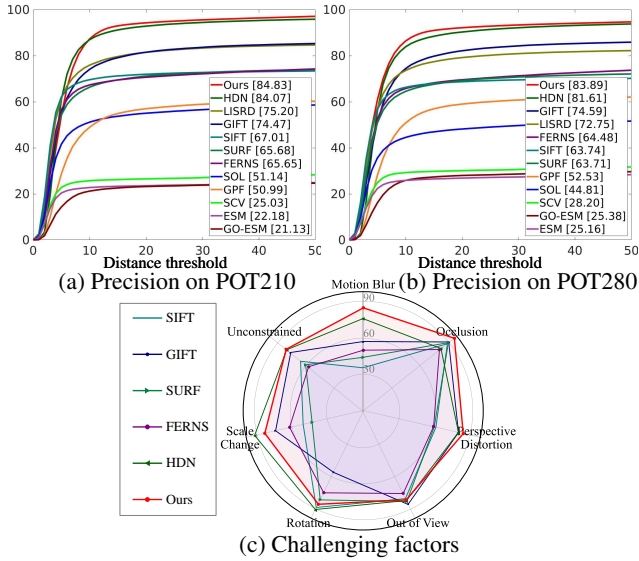 100
80
60
40
20
0
0 10 20 30 40 50
Ours [84.83]
HDN [84.07]
LISRD [75.20]
GIFT [74.47]
SIFT [67.01]
SURF [65.68]
FERNS [65.65]
SOL [51.14]
GPF [50.99]
SCV [25.03]
ESM [22.18]
GO-ESM [21.13]
Distance threshold
(a) Precision on POT210
100
80
60
40
20
0
0 10 20 30 40 50
Ours [83.89]
HDN [81.61]
GIFT [74.59]
LISRD [72.75]
FERNS [64.48]
SIFT [63.74]
SURF [63.71]
GPF [52.53]
SOL [44.81]
SCV [28.20]
GO-ESM [25.38]
ESM [25.16]
Distance threshold
(b) Precision on POT280
SIFT
GIFT
SURF
FERNS
HDN
Ours
Motion Blur
90
60
30
Occlusion
Perspective
Distortion
Out of View
Rotation
Scale
Change
Unconstrained
(c) Challenging factors